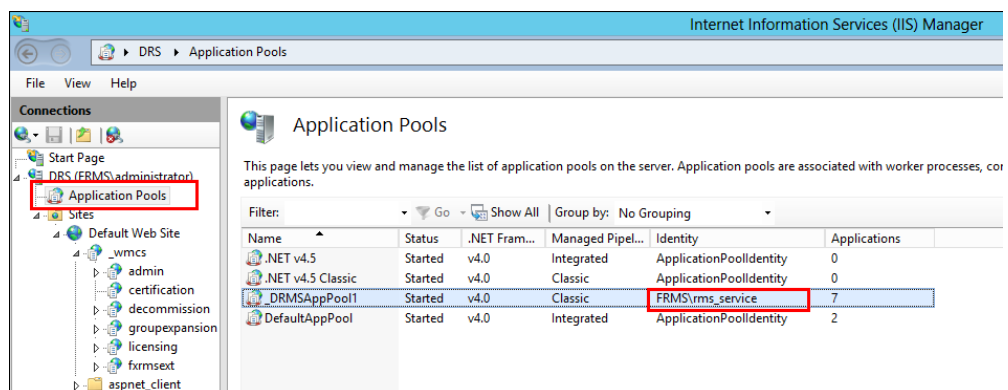 Internet Information Services (IIS) Manager
DRS Application Pools
File View Help
Connections
Start Page
DRS (FRMS\administrator)
Application Pools
Sites
Default Web Site
_wmcs
admin
certification
decommission
groupexpansion
licensing
fxrmsext
aspnet_client
Application Pools
This page lets you view and manage the list of application pools on the server. Application pools are associated with worker processes, con
applications.
Filter: Go Show All Group by: No Grouping
Name Status .NET Fram... Managed Pipel... Identity Applications
.NET v4.5 Started v4.0 Integrated ApplicationPoolIdentity 0
.NET v4.5 Classic Started v4.0 Classic ApplicationPoolIdentity 0
_DRMSAppPool1 Started v4.0 Classic FRMS\rms_service 7
DefaultAppPool Started v4.0 Integrated ApplicationPoolIdentity 2